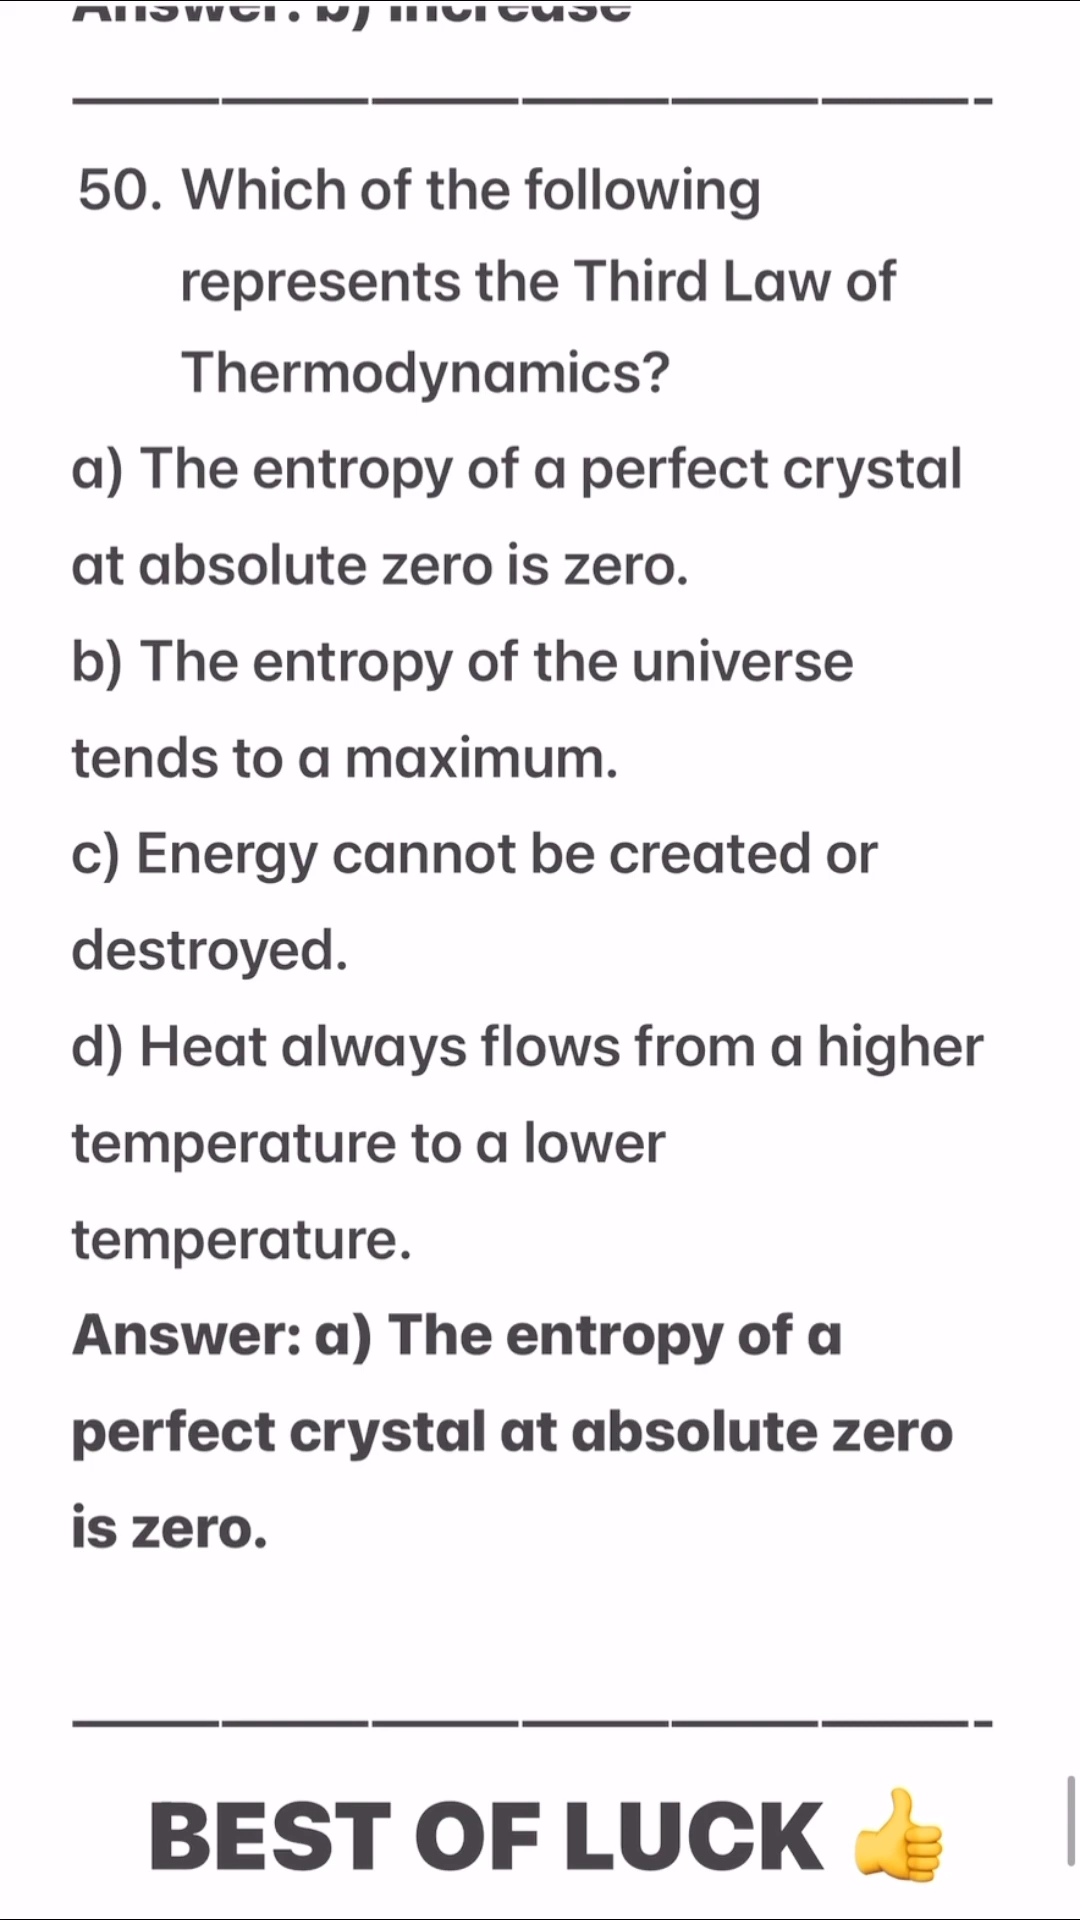 Answer: b) increase
50. Which of the following
represents the Third Law of
Thermodynamics?
a) The entropy of a perfect crystal
at absolute zero is zero.
b) The entropy of the universe
tends to a maximum.
c) Energy cannot be created or
destroyed.
d) Heat always flows from a higher
temperature to a lower
temperature.
Answer: a) The entropy of a
perfect crystal at absolute zero
is zero.
BEST OF LUCK 👍